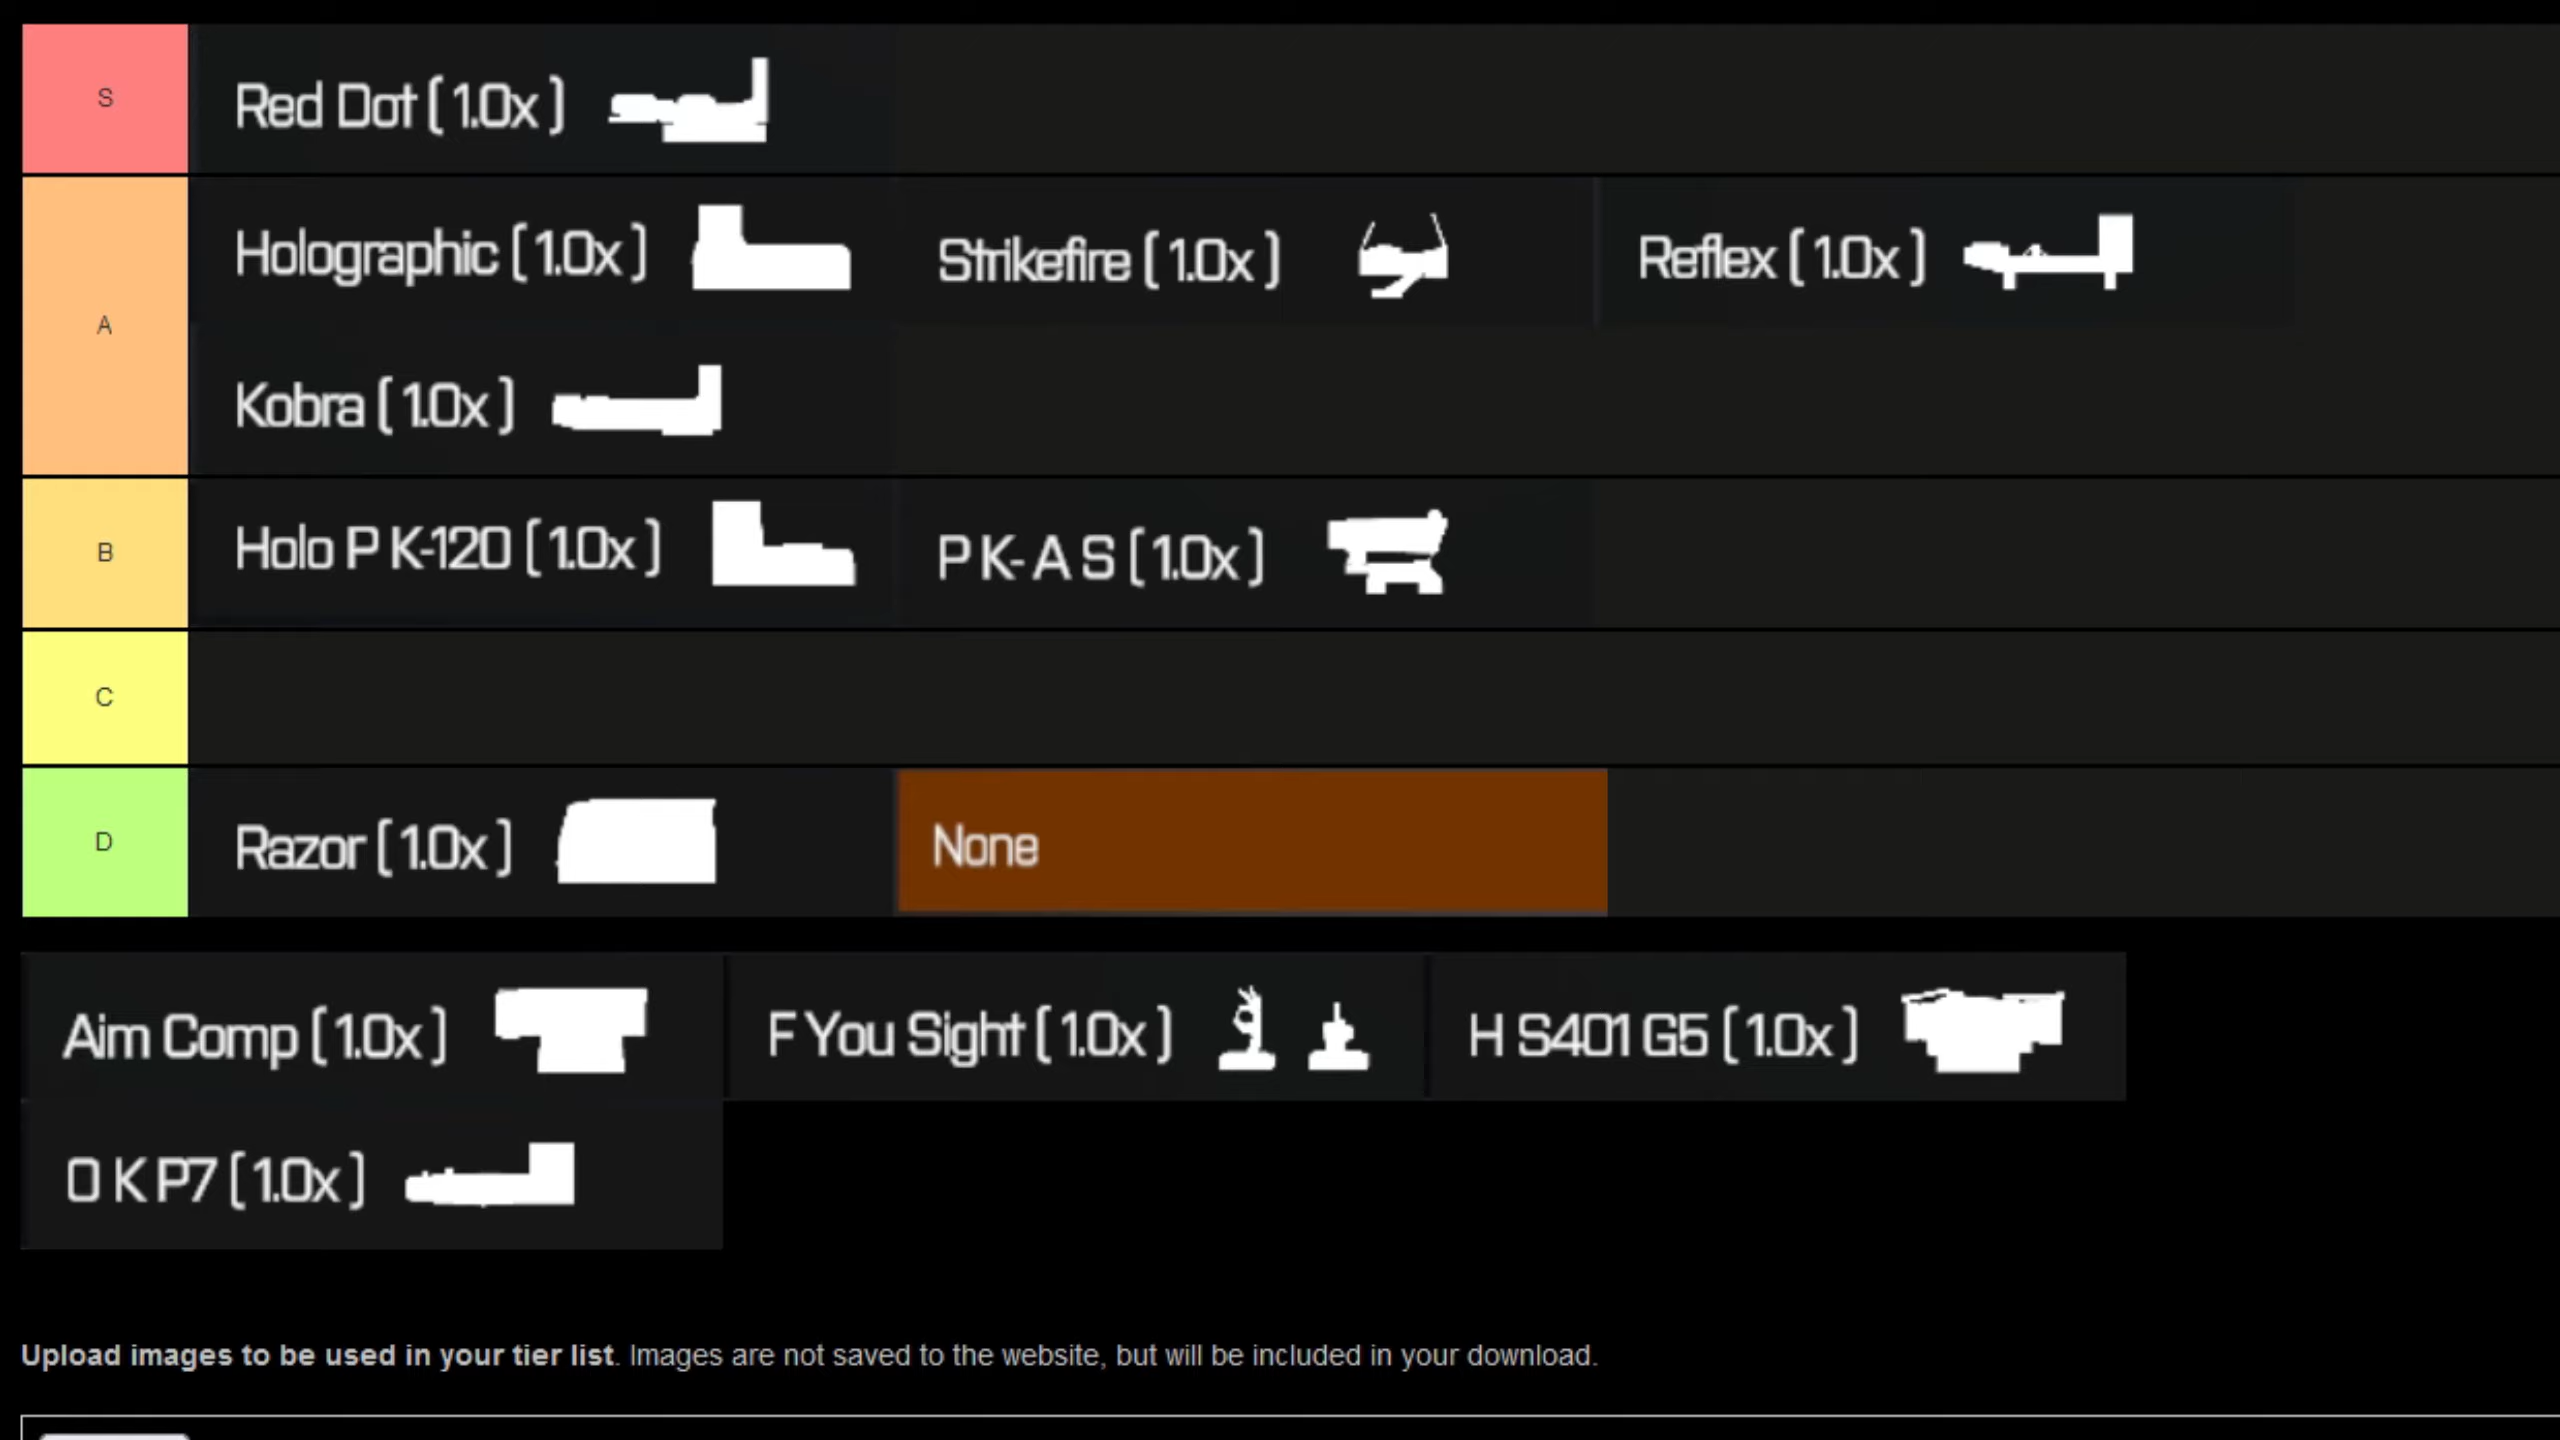 S
Red Dot ( 1.0x )
A
Holographic ( 1.0x )
Strikefire ( 1.0x )
Reflex ( 1.0x )
Kobra ( 1.0x )
B
Holo P K-120 ( 1.0x )
P K- A S ( 1.0x )
C
D
Razor ( 1.0x )
None
Aim Comp ( 1.0x )
F You Sight ( 1.0x )
H S401 G5 ( 1.0x )
O K P7 ( 1.0x )
Upload images to be used in your tier list. Images are not saved to the website, but will be included in your download.